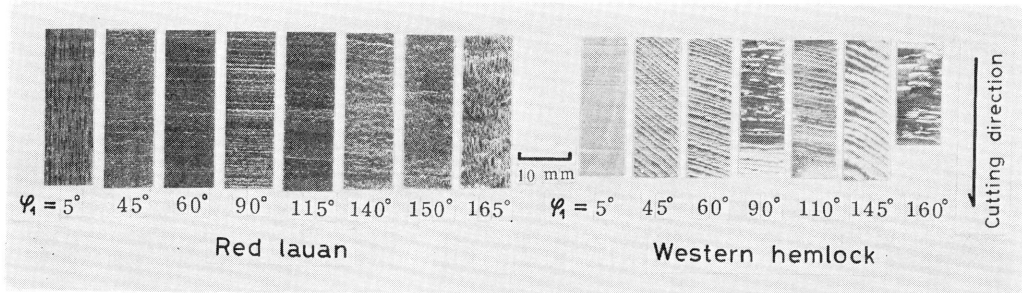 10 mm
φ₁ = 5° 45° 60° 90° 115° 140° 150° 165°
φ₁ = 5° 45° 60° 90° 110° 145° 160°
Red lauan
Western hemlock
Cutting direction